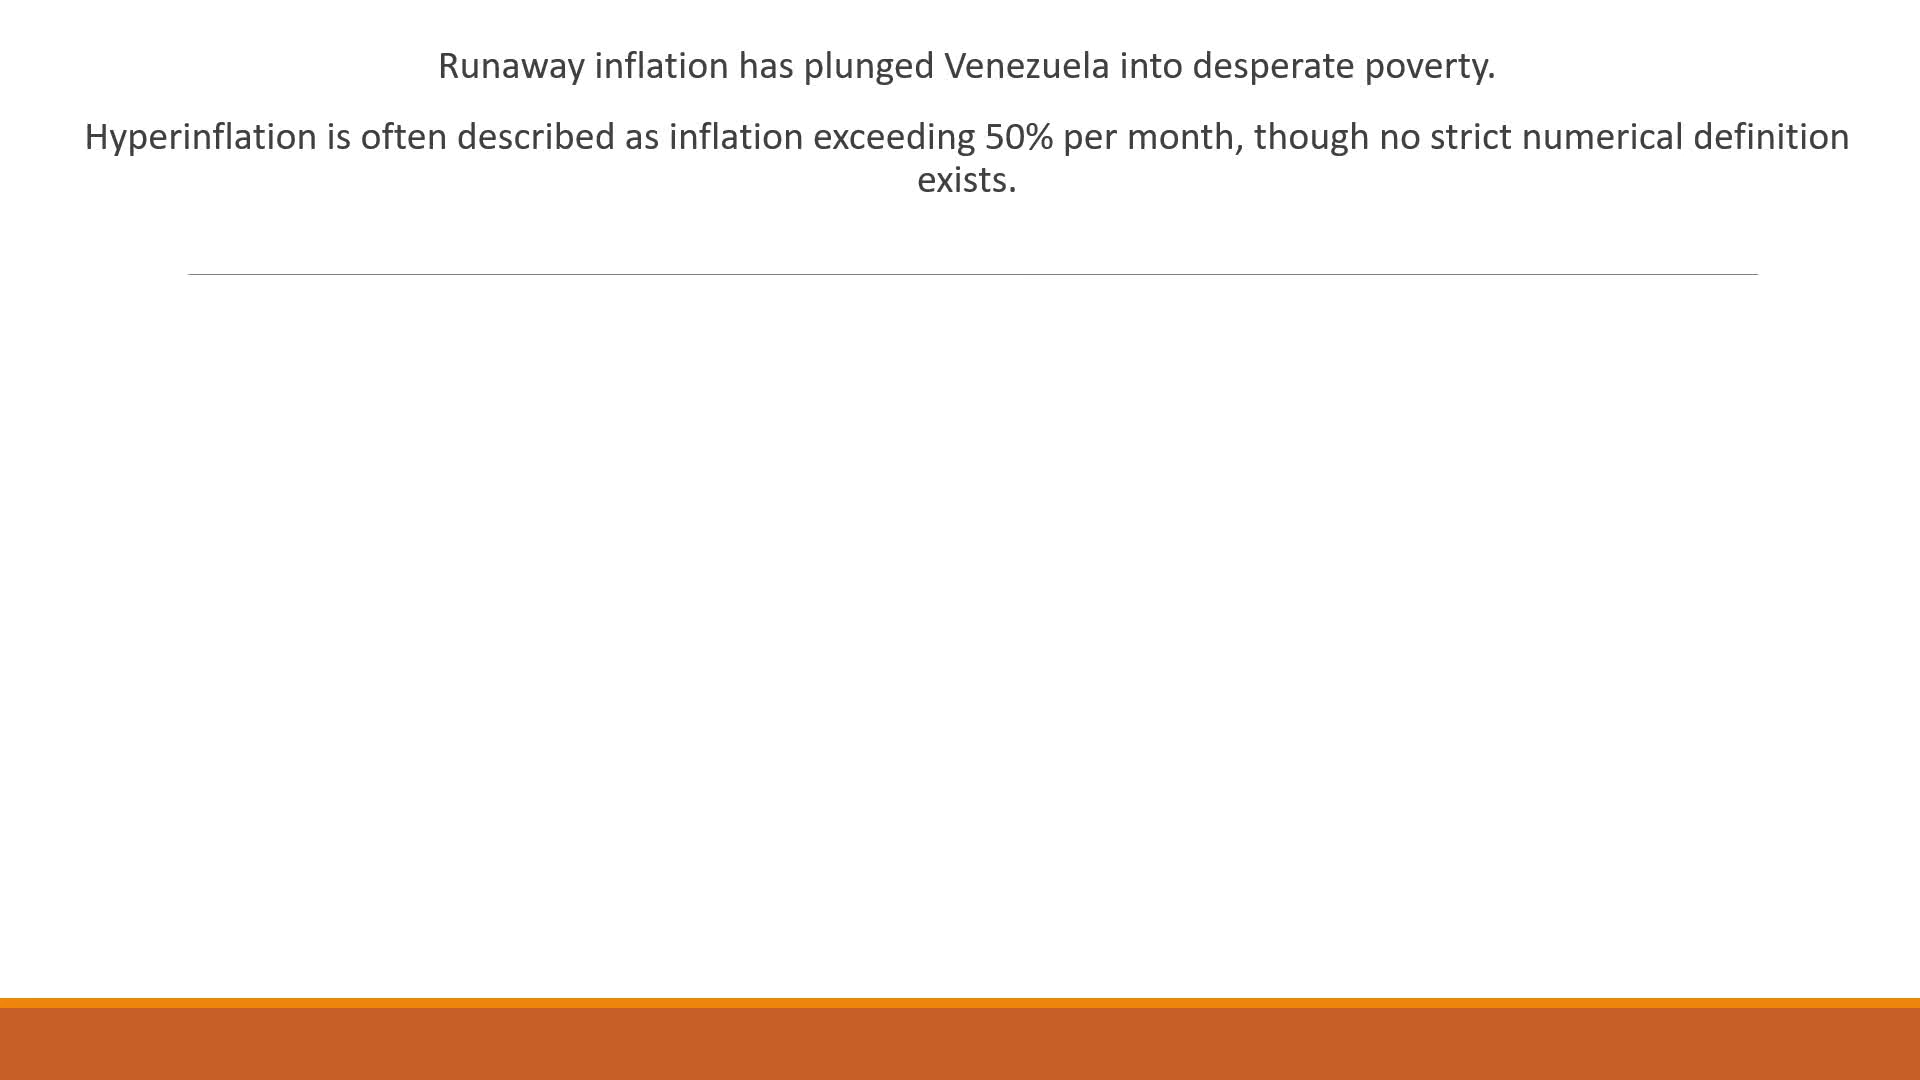 Runaway inflation has plunged Venezuela into desperate poverty.
Hyperinflation is often described as inflation exceeding 50% per month, though no strict numerical definition
exists.